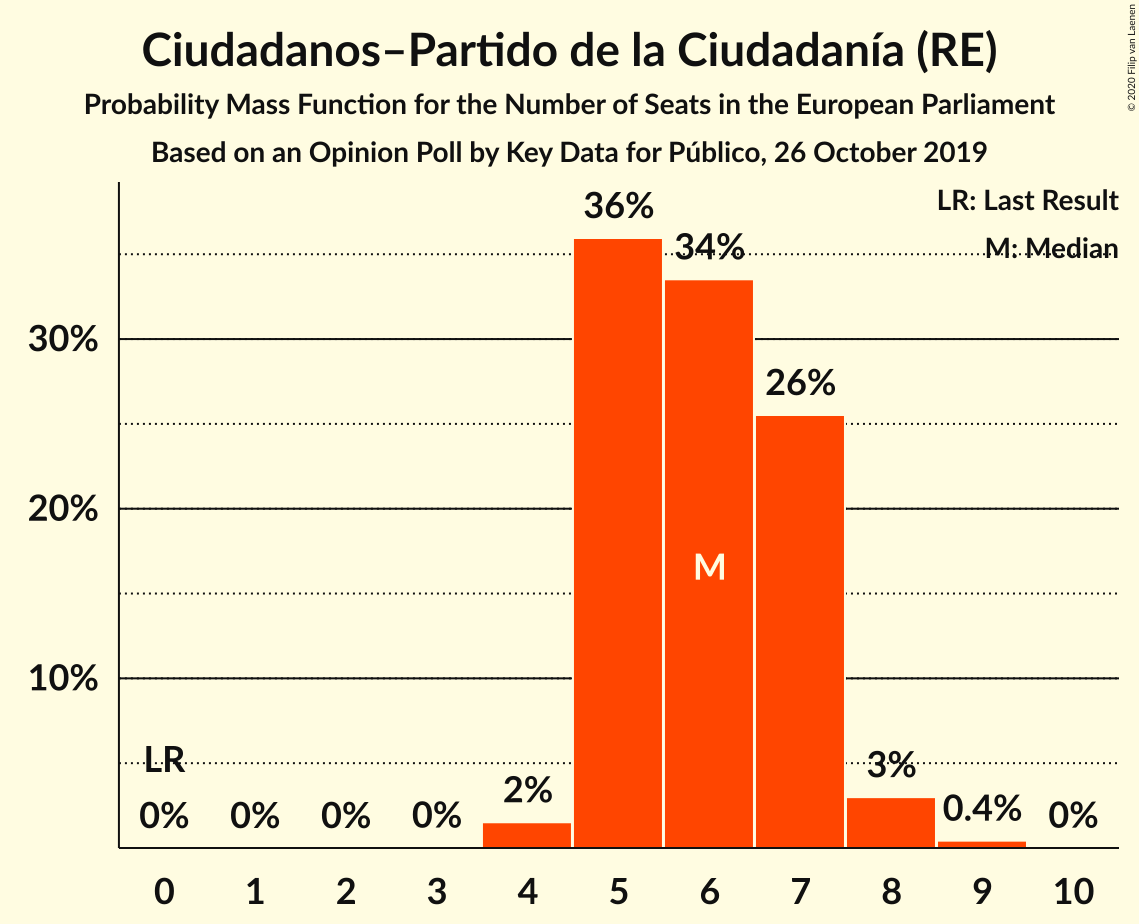 Ciudadanos–Partido de la Ciudadanía (RE)
Probability Mass Function for the Number of Seats in the European Parliament
Based on an Opinion Poll by Key Data for Público, 26 October 2019
© 2020 Filip van Laenen
LR: Last Result
M: Median
36%
34%
30%
26%
20%
M
10%
LR
0% 0% 0% 0% 2% 3% 0.4% 0%
0 1 2 3 4 5 6 7 8 9 10